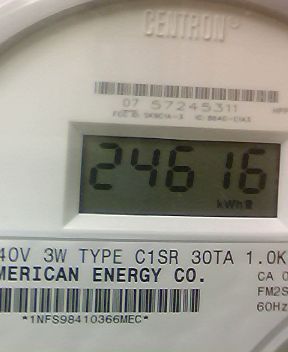 CENTRON®
07 57245311
24616
kWh
40V 3W TYPE C1SR 30TA 1.0K
MERICAN ENERGY CO.
CA
FM2S
60Hz
*1NFS98410366MEC*